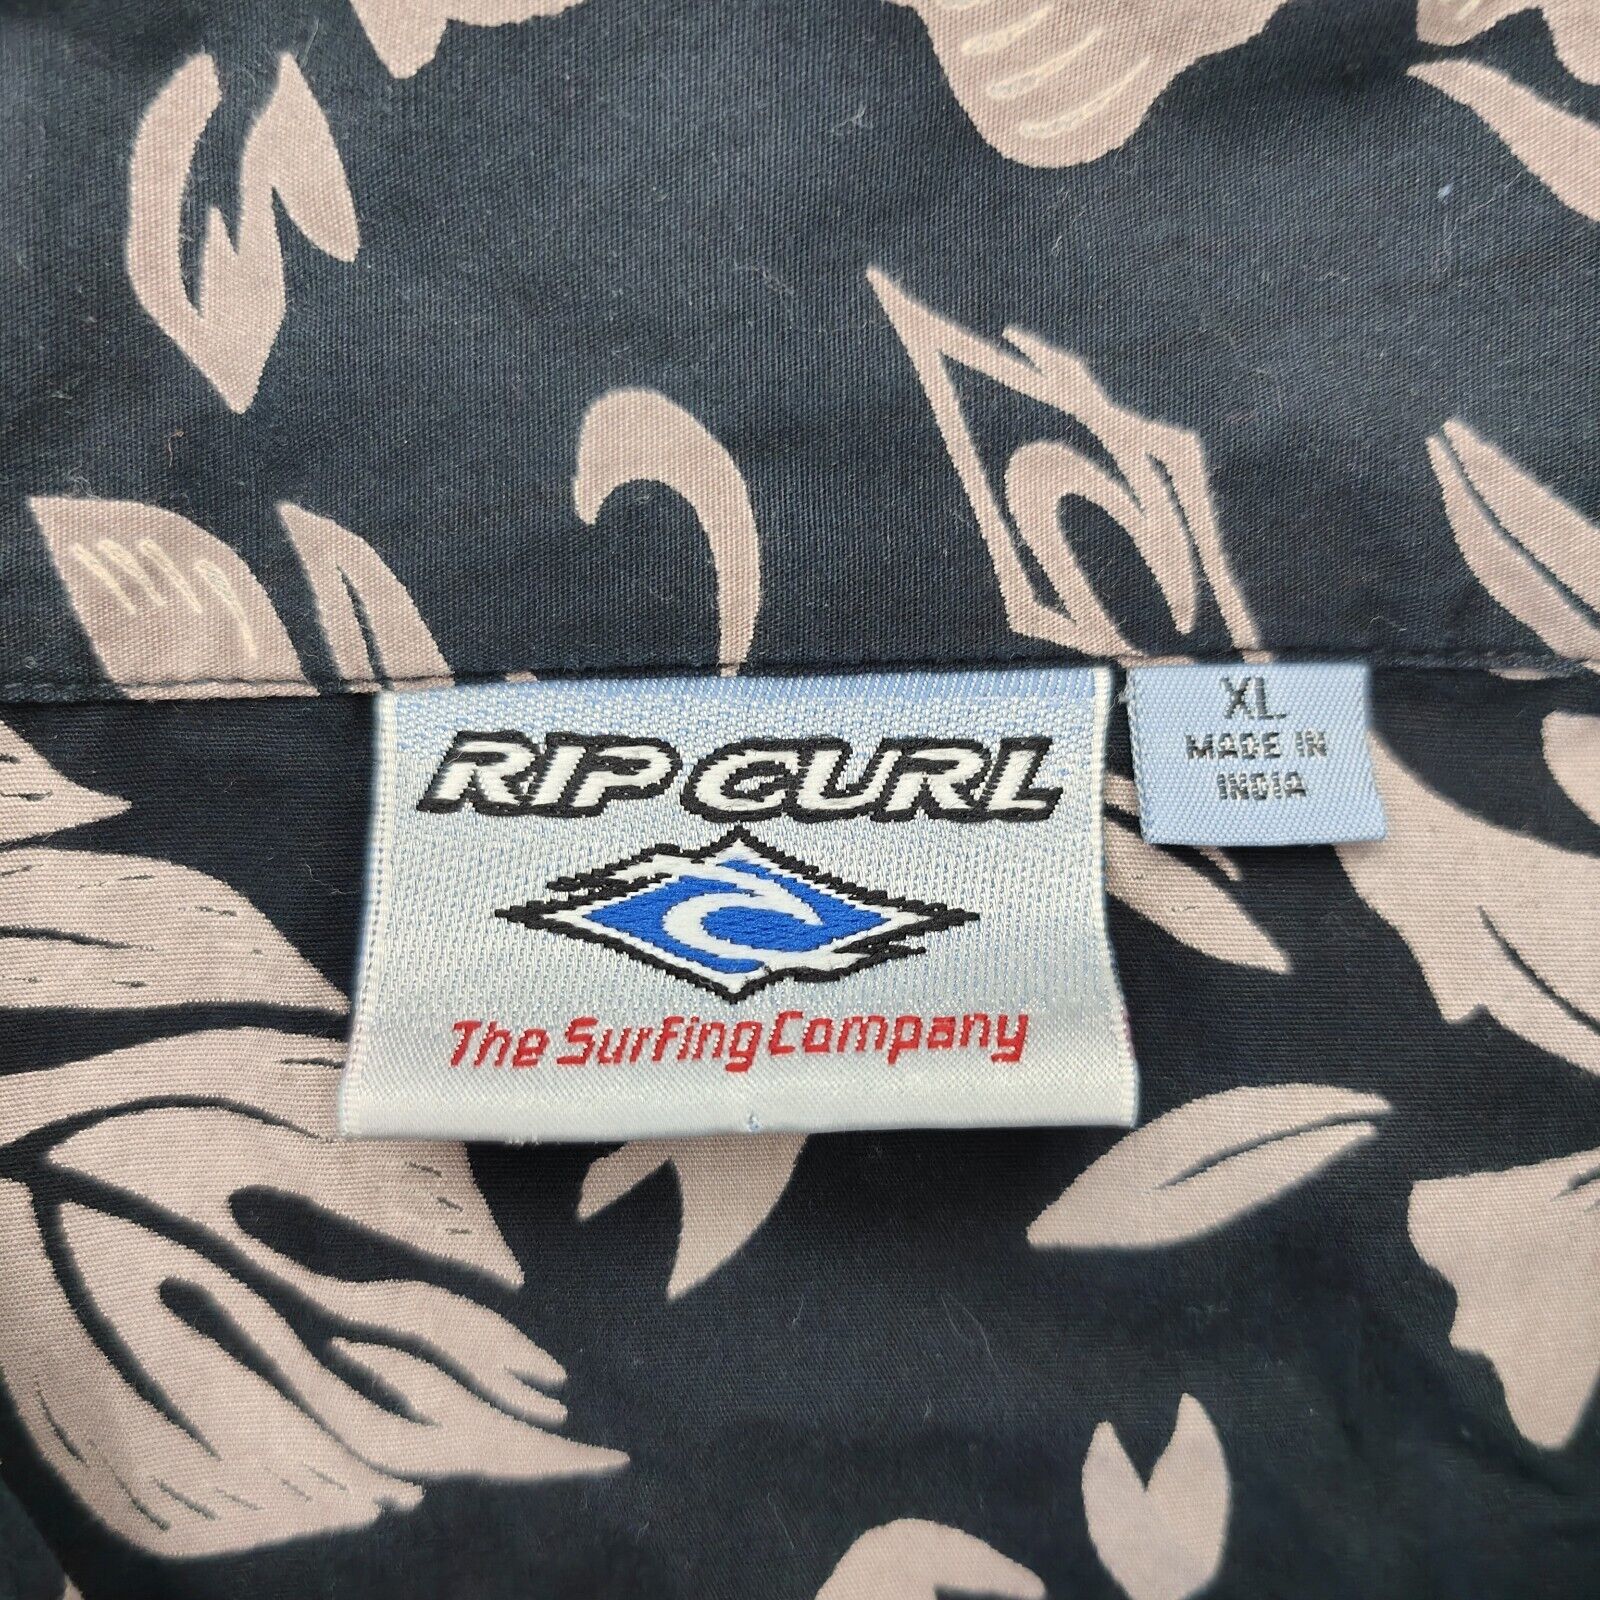 RIP CURL
The Surfing Company
XL
MADE IN
INDIA